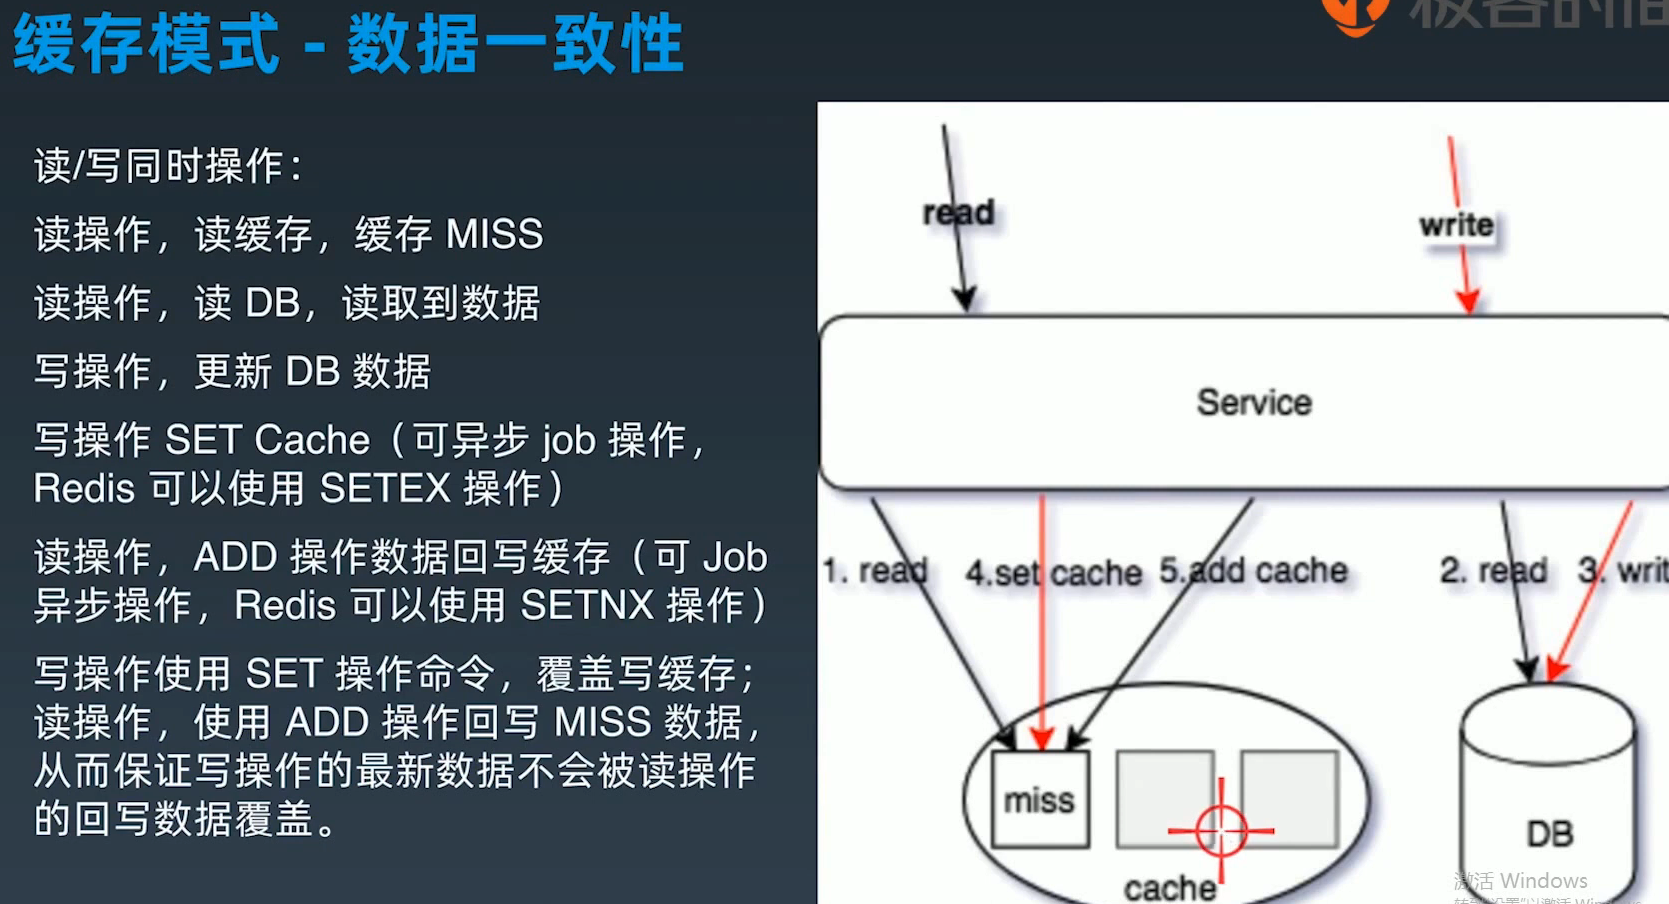 缓存模式 - 数据一致性
读/写同时操作：
读操作，读缓存，缓存 MISS
读操作，读 DB，读取到数据
写操作，更新 DB 数据
写操作 SET Cache（可异步 job 操作，
Redis 可以使用 SETEX 操作）
读操作，ADD 操作数据回写缓存（可 Job
异步操作，Redis 可以使用 SETNX 操作）
写操作使用 SET 操作命令，覆盖写缓存；
读操作，使用 ADD 操作回写 MISS 数据，
从而保证写操作的最新数据不会被读操作
的回写数据覆盖。
read
write
Service
1. read
4.set cache
5.add cache
2. read
3. writ
miss
cache
DB
激活 Windows